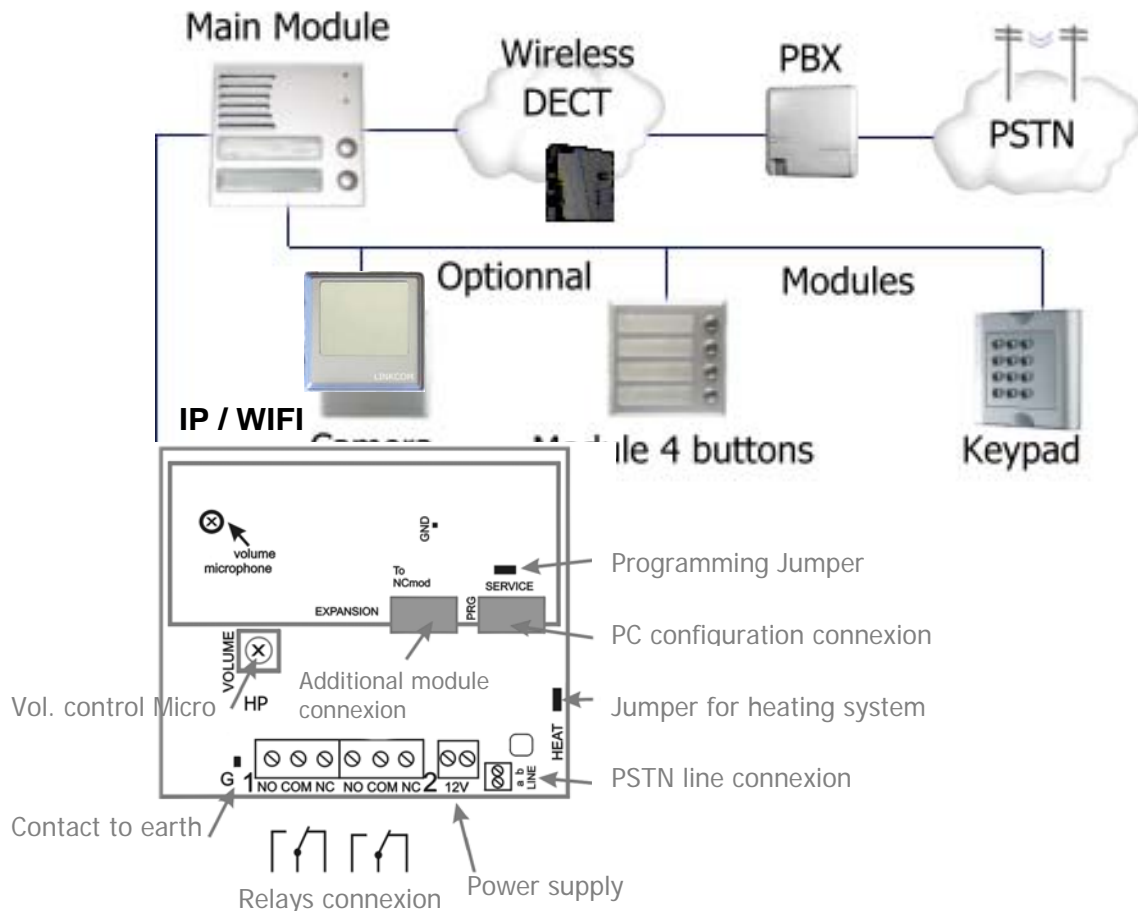 Main Module
Wireless
DECT
PBX
PSTN
Optionnal
Modules
LINKCOM
IP / WIFI
4 buttons
Keypad
volume
microphone
GND
To
NCmod
SERVICE
EXPANSION
PRG
Programming Jumper
PC configuration connexion
VOLUME
HP
Vol. control Micro
Additional module
connexion
HEAT
Jumper for heating system
G
1
NO COM NC
NO COM NC
2
12V
a b
LINE
PSTN line connexion
Contact to earth
Relays connexion
Power supply